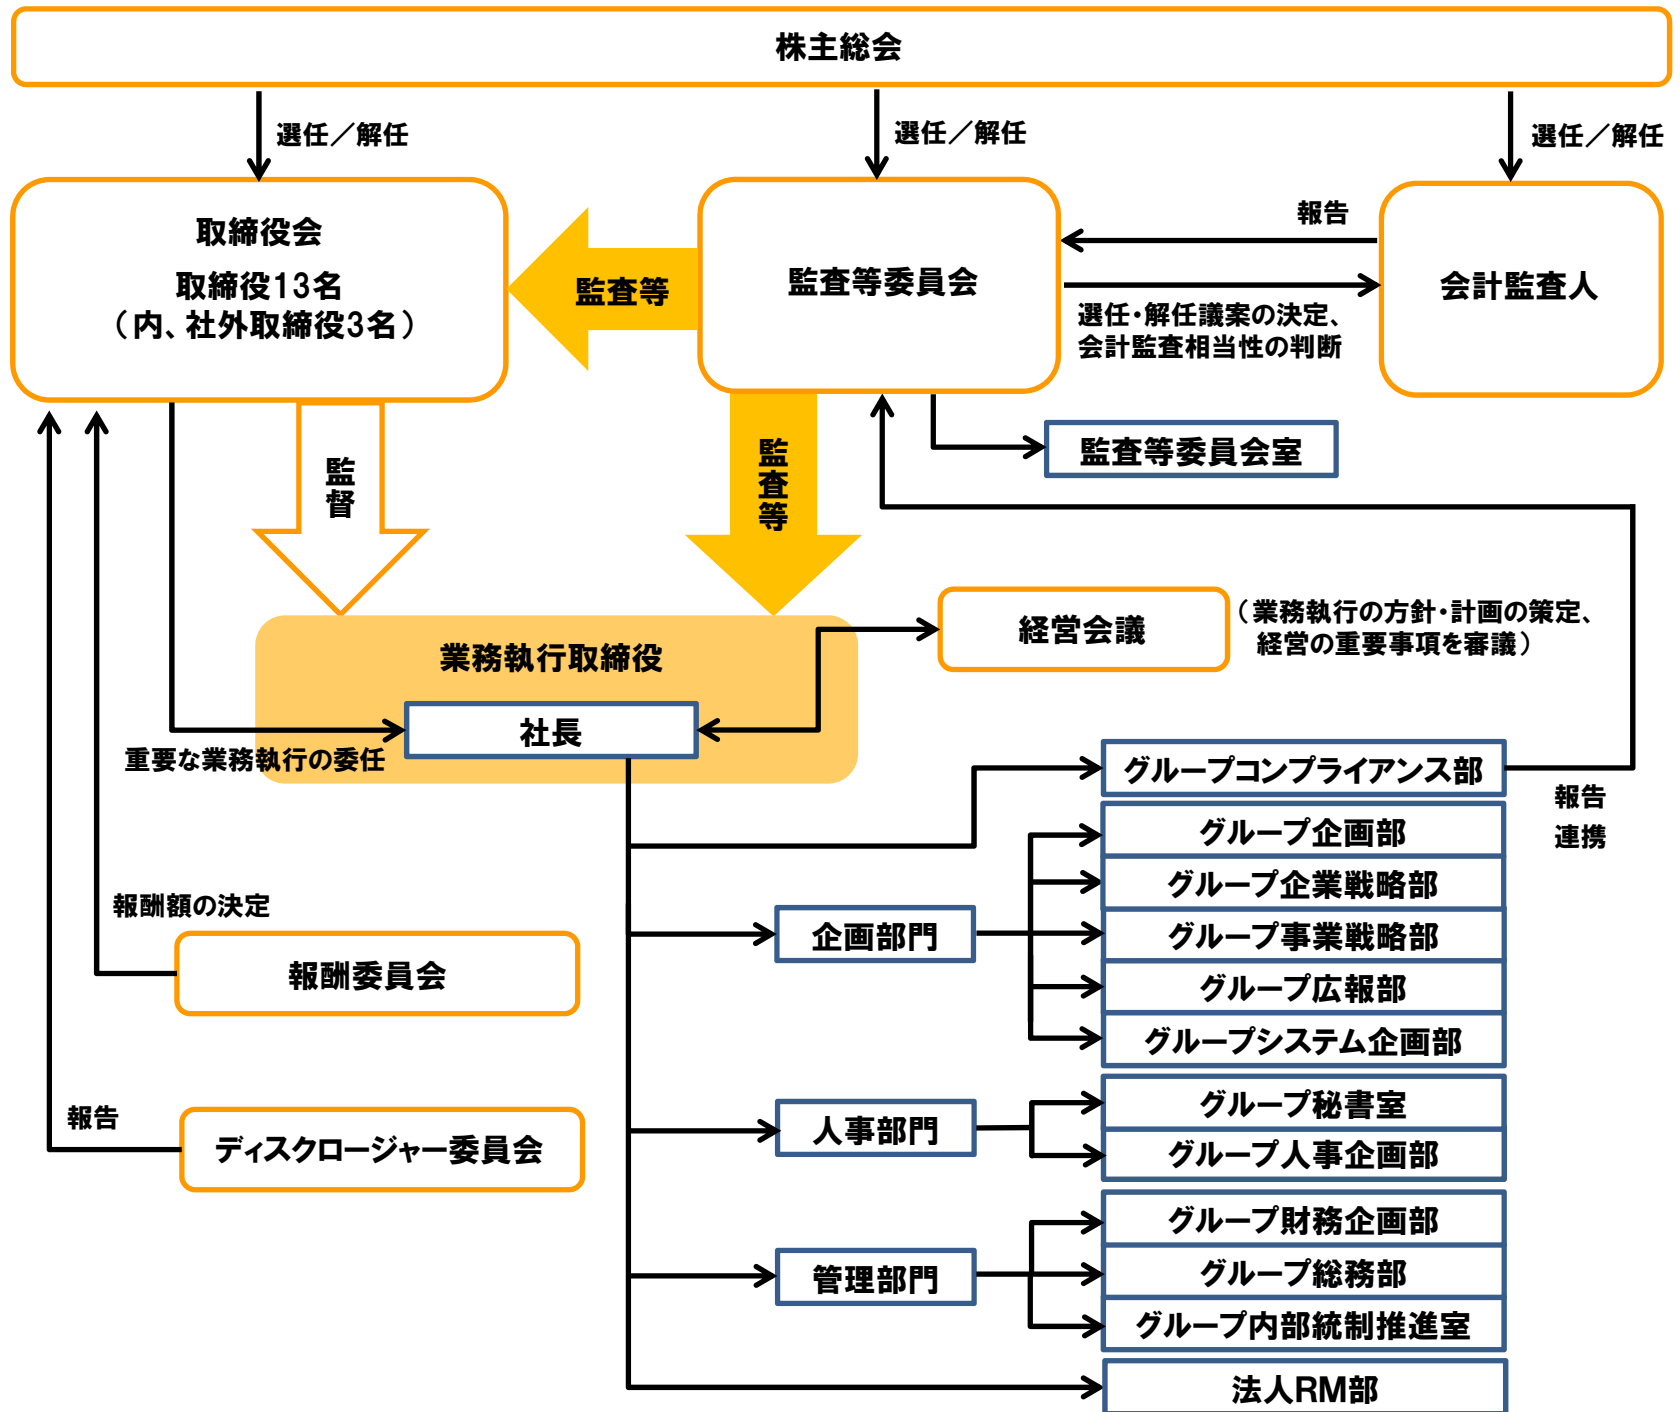 株主総会
選任／解任
選任／解任
選任／解任
取締役会
取締役13名
（内、社外取締役3名）
監査等
監査等委員会
報告
選任・解任議案の決定、
会計監査相当性の判断
会計監査人
監督
監査等
監査等委員会室
業務執行取締役
社長
重要な業務執行の委任
経営会議
（業務執行の方針・計画の策定、
経営の重要事項を審議）
グループコンプライアンス部
報告
連携
企画部門
グループ企画部
グループ企業戦略部
グループ事業戦略部
グループ広報部
グループシステム企画部
報酬額の決定
報酬委員会
報告
ディスクロージャー委員会
人事部門
グループ秘書室
グループ人事企画部
管理部門
グループ財務企画部
グループ総務部
グループ内部統制推進室
法人RM部